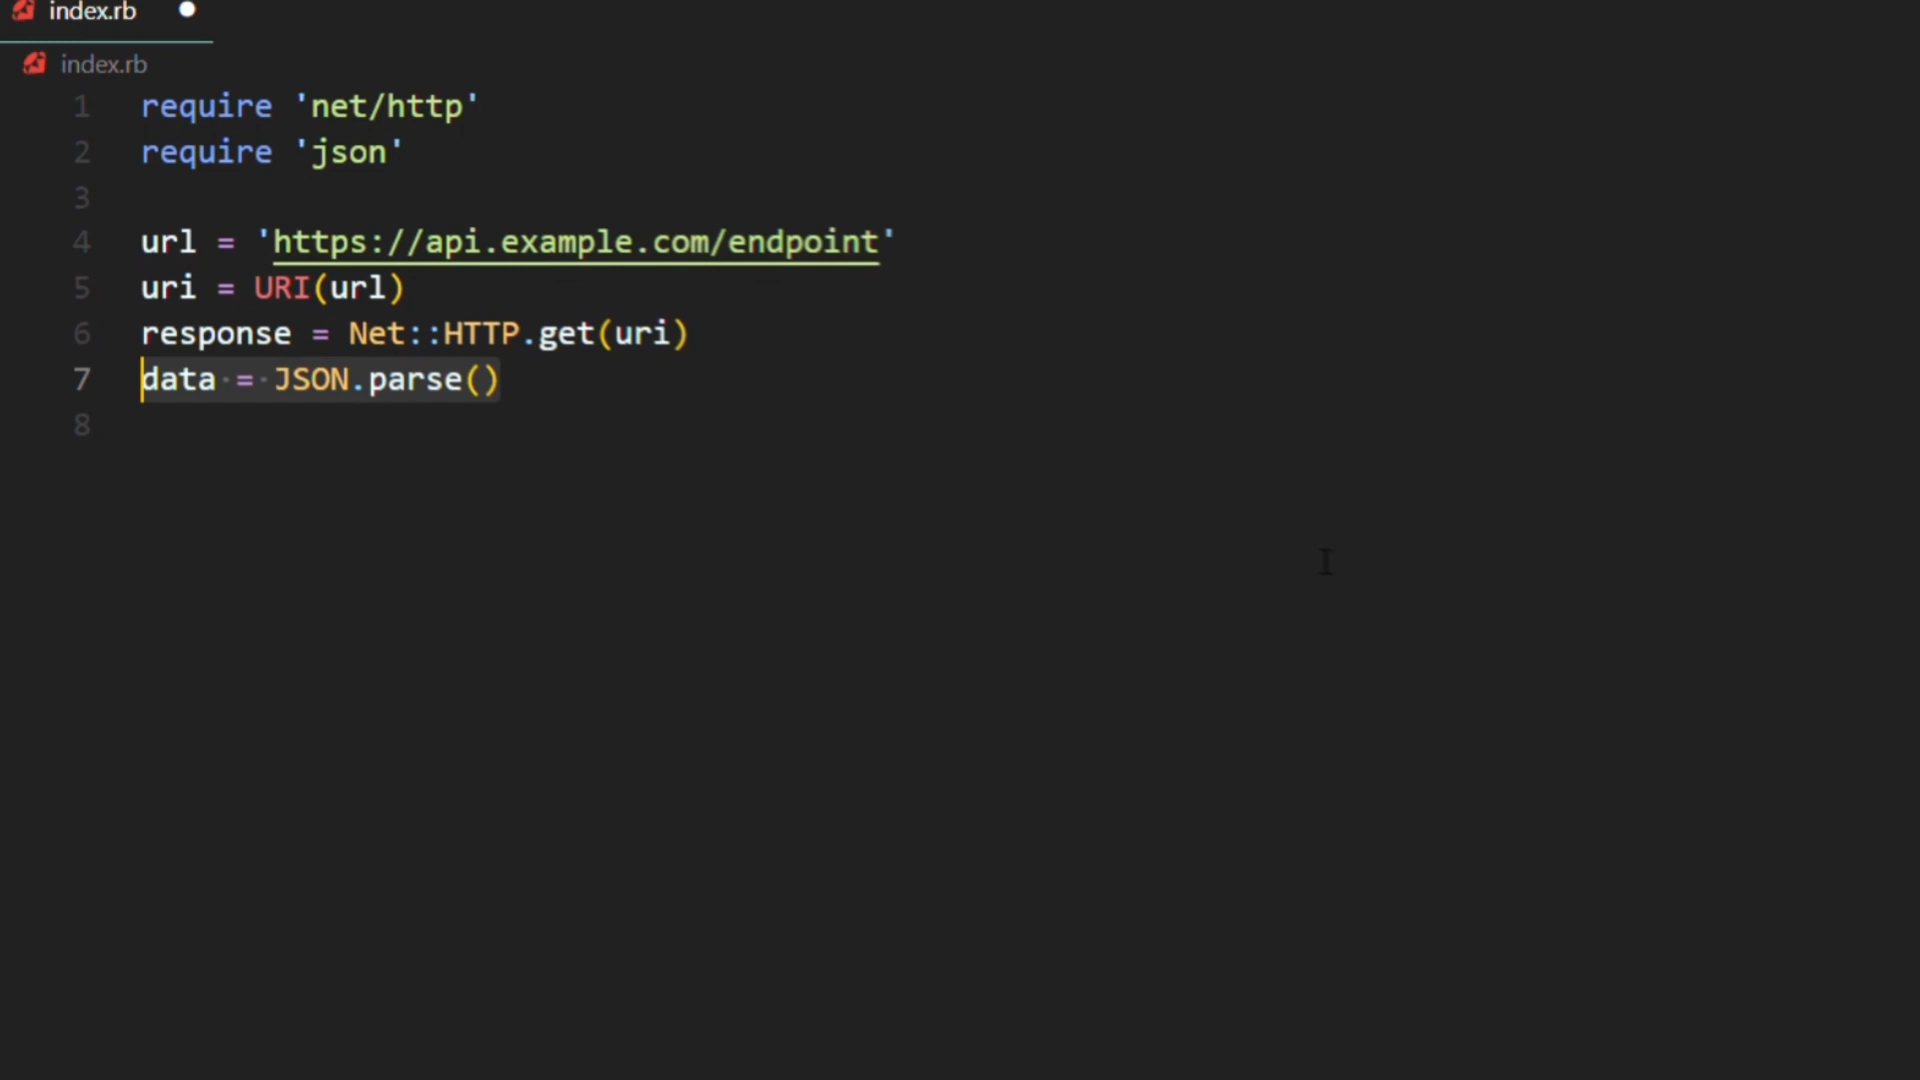 index.rb
index.rb
1 require 'net/http'
2 require 'json'
3
4 url = 'https://api.example.com/endpoint'
5 uri = URI(url)
6 response = Net::HTTP.get(uri)
7 data = JSON.parse()
8